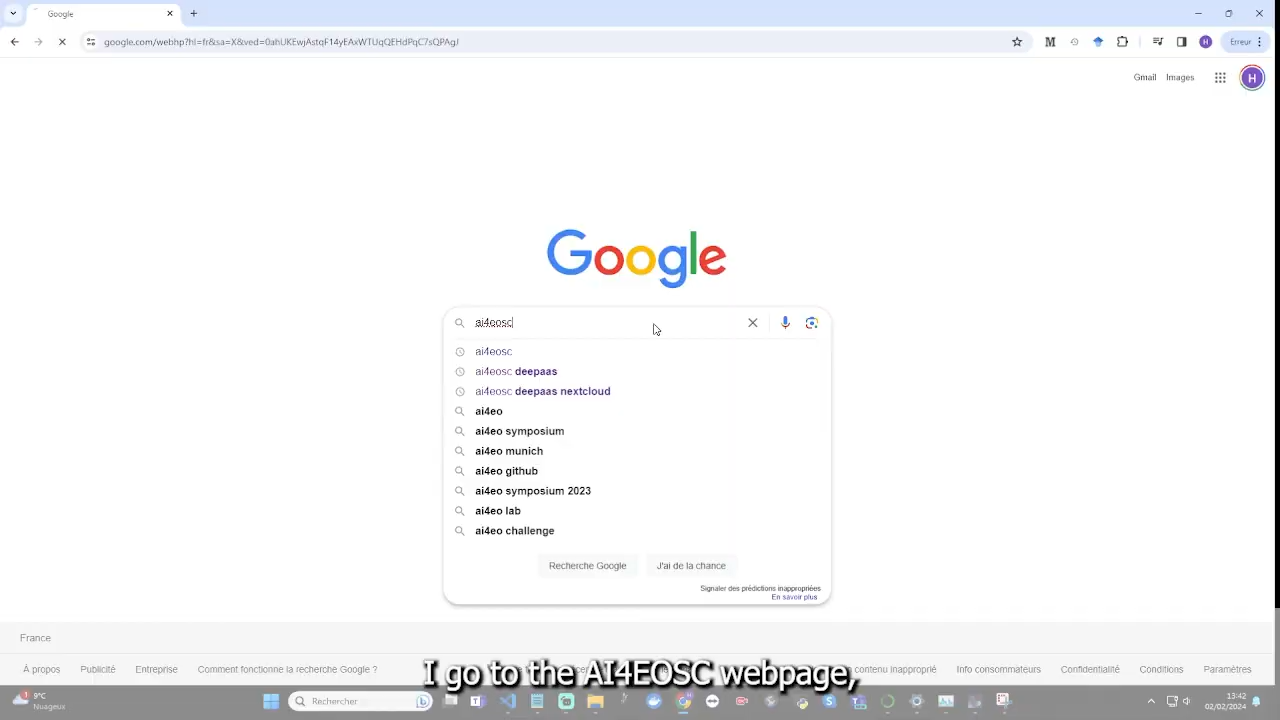 Google
google.com/webhp?hl=fr&sa=X&ved=0ahUKEwjAstqF14yEAxWTUqQEHdPqC7sQPAgJ
M
H
Erreur
Gmail
Images
H
Google
ai4eosc
ai4eosc
ai4eosc deepaas
ai4eosc deepaas nextcloud
ai4eo
ai4eo symposium
ai4eo munich
ai4eo github
ai4eo symposium 2023
ai4eo lab
ai4eo challenge
Recherche Google
J'ai de la chance
Signaler des prédictions inappropriées
En savoir plus
France
À propos
Publicité
Entreprise
Comment fonctionne la recherche Google ?
contenu inapproprié
Info consommateurs
Confidentialité
Conditions
Paramètres
I go to the AI4EOSC webpage,
9°C
Nuageux
Rechercher
13:42
02/02/2024